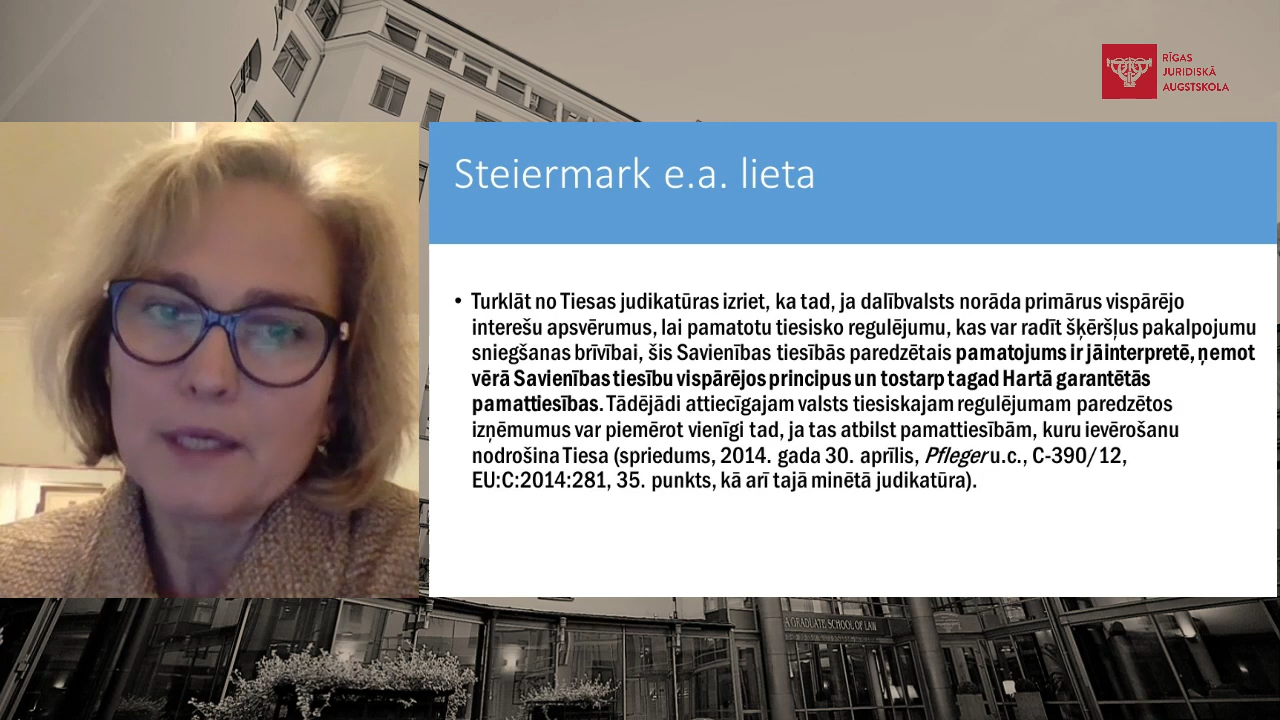 RĪGAS
JURIDISKĀ
AUGSTSKOLA
Steiermark e.a. lieta
• Turklāt no Tiesas judikatūras izriet, ka tad, ja dalībvalsts norāda primārus vispārējo
interešu apsvērumus, lai pamatotu tiesisko regulējumu, kas var radīt šķēršļus pakalpojumu
sniegšanas brīvībai, šis Savienības tiesībās paredzētais pamatojums ir jāinterpretē, ņemot
vērā Savienības tiesību vispārējos principus un tostarp tagad Hartā garantētās
pamattiesības. Tādējādi attiecīgajam valsts tiesiskajam regulējumam paredzētos
izņēmumus var piemērot vienīgi tad, ja tas atbilst pamattiesībām, kuru ievērošanu
nodrošina Tiesa (spriedums, 2014. gada 30. aprīlis, Pfleger u.c., C-390/12,
EU:C:2014:281, 35. punkts, kā arī tajā minētā judikatūra).
A GRADUATE SCHOOL OF LAW